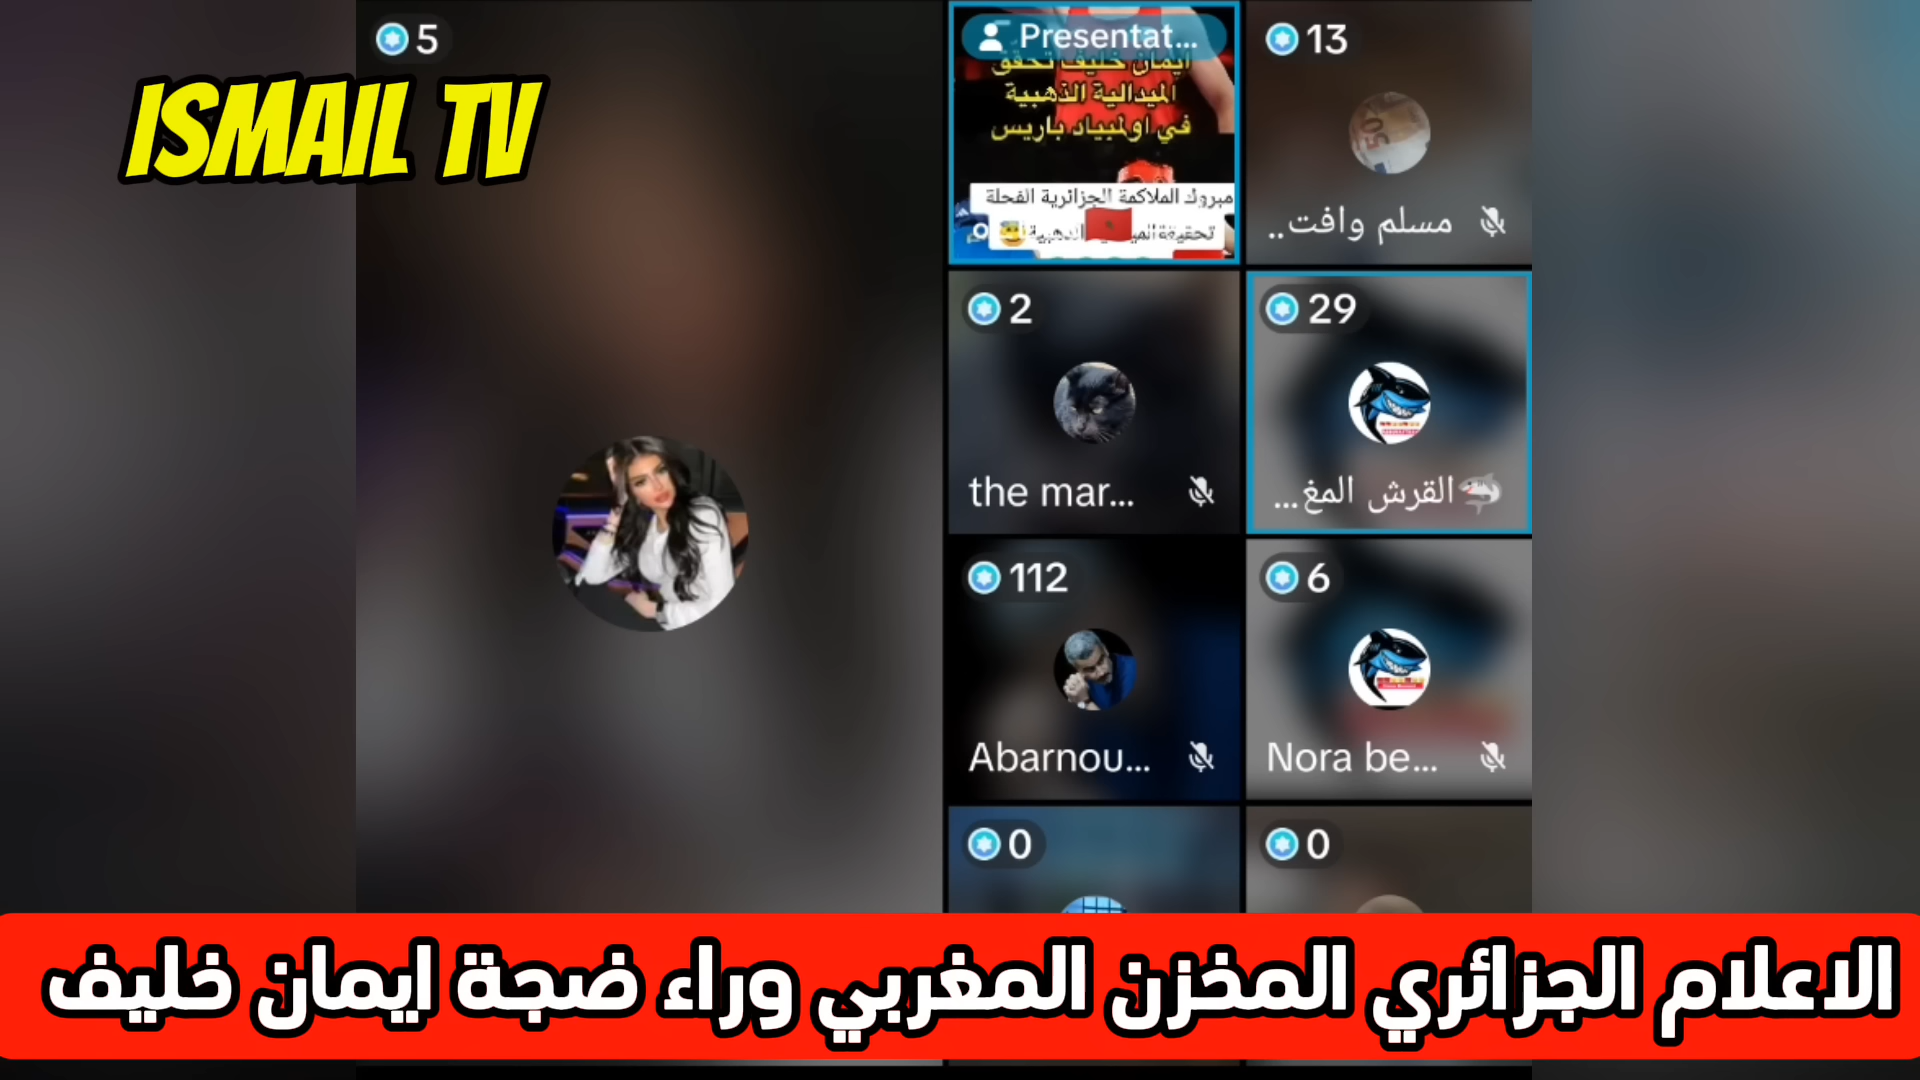 5
ISMAIL TV
Presentat...
ايمان خليف تحقق
الميدالية الذهبية
في اولمبياد باريس
مبروك الملاكمة الجزائرية الفحلة
13
مسلم وافت..
2
the mar...
29
القرش المغ...
112
Abarnou...
6
Nora be...
0
0
الاعلام الجزائري المخزن المغربي وراء ضجة ايمان خليف